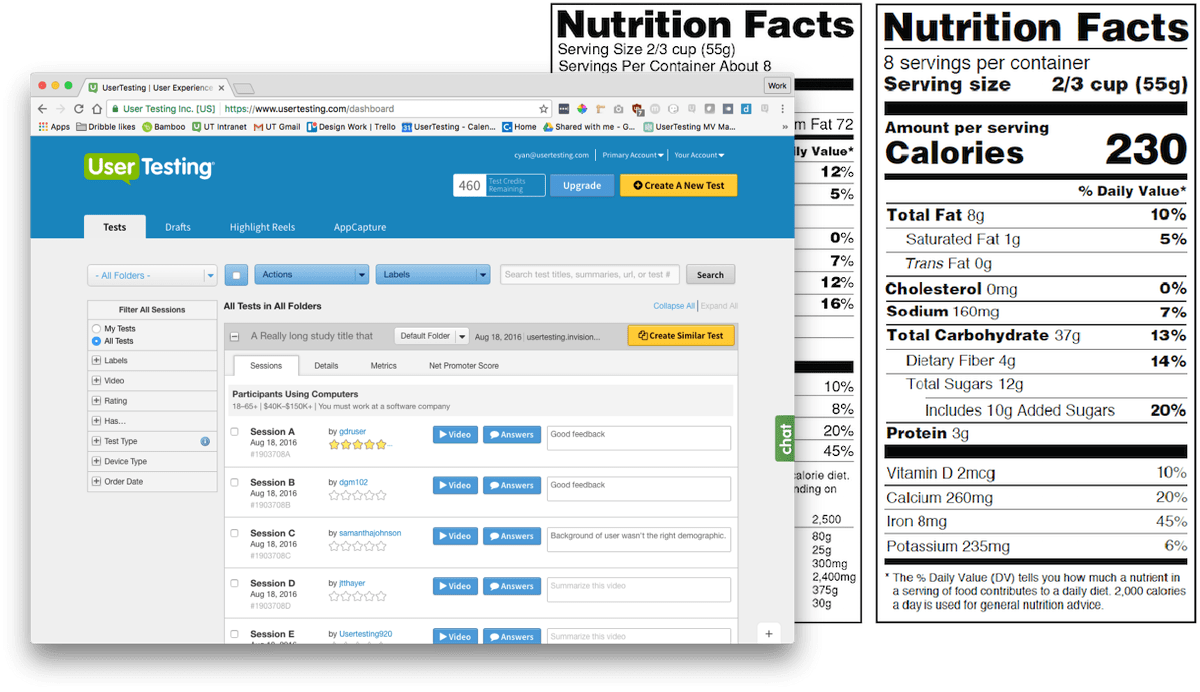 Nutrition Facts
Serving Size 2/3 cup (55g)
Servings Per Container About 8
m Fat 72
ly Value*
12%
5%
0%
7%
12%
16%
10%
8%
20%
45%
calorie diet.
nding on
2,500
80g
25g
300mg
2,400mg
375g
30g
Nutrition Facts
8 servings per container
Serving size 2/3 cup (55g)
Amount per serving
Calories 230
% Daily Value*
Total Fat 8g 10%
Saturated Fat 1g 5%
Trans Fat 0g
Cholesterol 0mg 0%
Sodium 160mg 7%
Total Carbohydrate 37g 13%
Dietary Fiber 4g 14%
Total Sugars 12g
Includes 10g Added Sugars 20%
Protein 3g
Vitamin D 2mcg 10%
Calcium 260mg 20%
Iron 8mg 45%
Potassium 235mg 6%
* The % Daily Value (DV) tells you how much a nutrient in
a serving of food contributes to a daily diet. 2,000 calories
a day is used for general nutrition advice.
UserTesting | User Experience Work
User Testing Inc. [US] https://www.usertesting.com/dashboard
Apps Dribble likes Bamboo UT Intranet UT Gmail Design Work | Trello UserTesting - Calen... Home Shared with me - G... UserTesting MV Ma... »
UserTesting
cyan@usertesting.com Primary Account Your Account
460 Test Credits Remaining Upgrade Create A New Test
Tests Drafts Highlight Reels AppCapture
- All Folders - Actions Labels Search test titles, summaries, url, or test # Search
Filter All Sessions
My Tests
All Tests
Labels
Video
Rating
Has...
Test Type
Device Type
Order Date
All Tests in All Folders Collapse All Expand All
A Really long study title that Default Folder Aug 18, 2016 usertesting.invision... Create Similar Test
Sessions Details Metrics Net Promoter Score
Participants Using Computers
18–65+ | $40K–$150K+ | You must work at a software company
Session A by gdruser Video Answers Good feedback
Aug 18, 2016
#1903708A
Session B by dgm102 Video Answers Good feedback
Aug 18, 2016
#1903708B
Session C by samanthajohnson Video Answers Background of user wasn't the right demographic.
Aug 18, 2016
#1903708C
Session D by jtthayer Video Answers Summarize this video
Aug 18, 2016
#1903708D
Session E by Usertesting920 Video Answers Summarize this video
chat